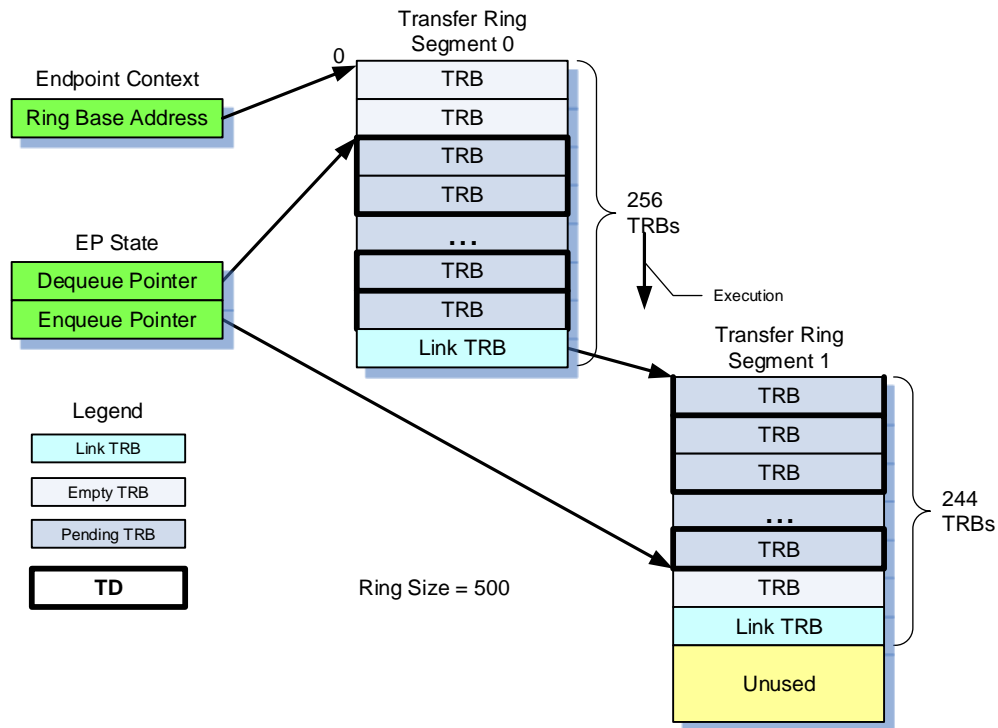 Transfer Ring
Segment 0
0
Endpoint Context
Ring Base Address
TRB
TRB
TRB
TRB
...
TRB
TRB
Link TRB
256
TRBs
EP State
Dequeue Pointer
Enqueue Pointer
Execution
Transfer Ring
Segment 1
TRB
TRB
TRB
...
TRB
TRB
Link TRB
Unused
244
TRBs
Legend
Link TRB
Empty TRB
Pending TRB
TD
Ring Size = 500